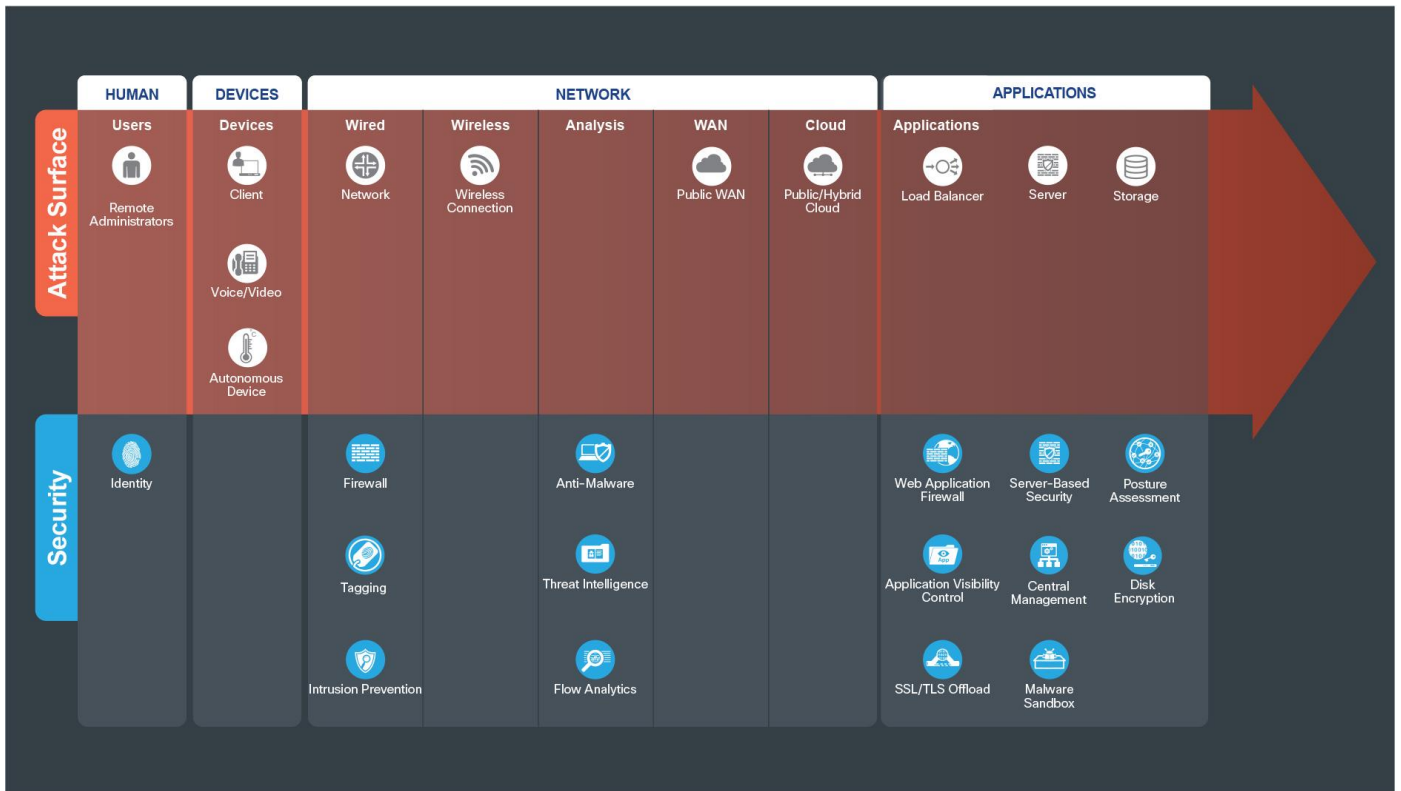 HUMAN
DEVICES
NETWORK
APPLICATIONS
Attack Surface
Users
Devices
Wired
Wireless
Analysis
WAN
Cloud
Applications
Remote
Administrators
Client
Network
Wireless
Connection
Public WAN
Public/Hybrid
Cloud
Load Balancer
Server
Storage
Voice/Video
°C
Autonomous
Device
Security
Identity
Firewall
Anti-Malware
Web Application
Firewall
Server-Based
Security
Posture
Assessment
Tagging
Threat Intelligence
App
Application Visibility
Control
Central
Management
Disk
Encryption
Intrusion Prevention
Flow Analytics
SSL/TLS Offload
Malware
Sandbox